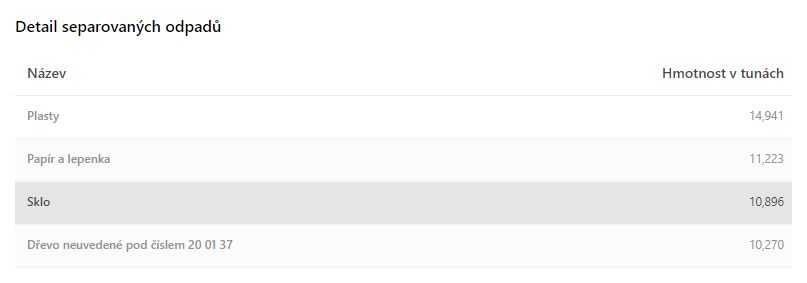 Detail separovaných odpadů
Název Hmotnost v tunách
Plasty 14,941
Papír a lepenka 11,223
Sklo 10,896
Dřevo neuvedené pod číslem 20 01 37 10,270